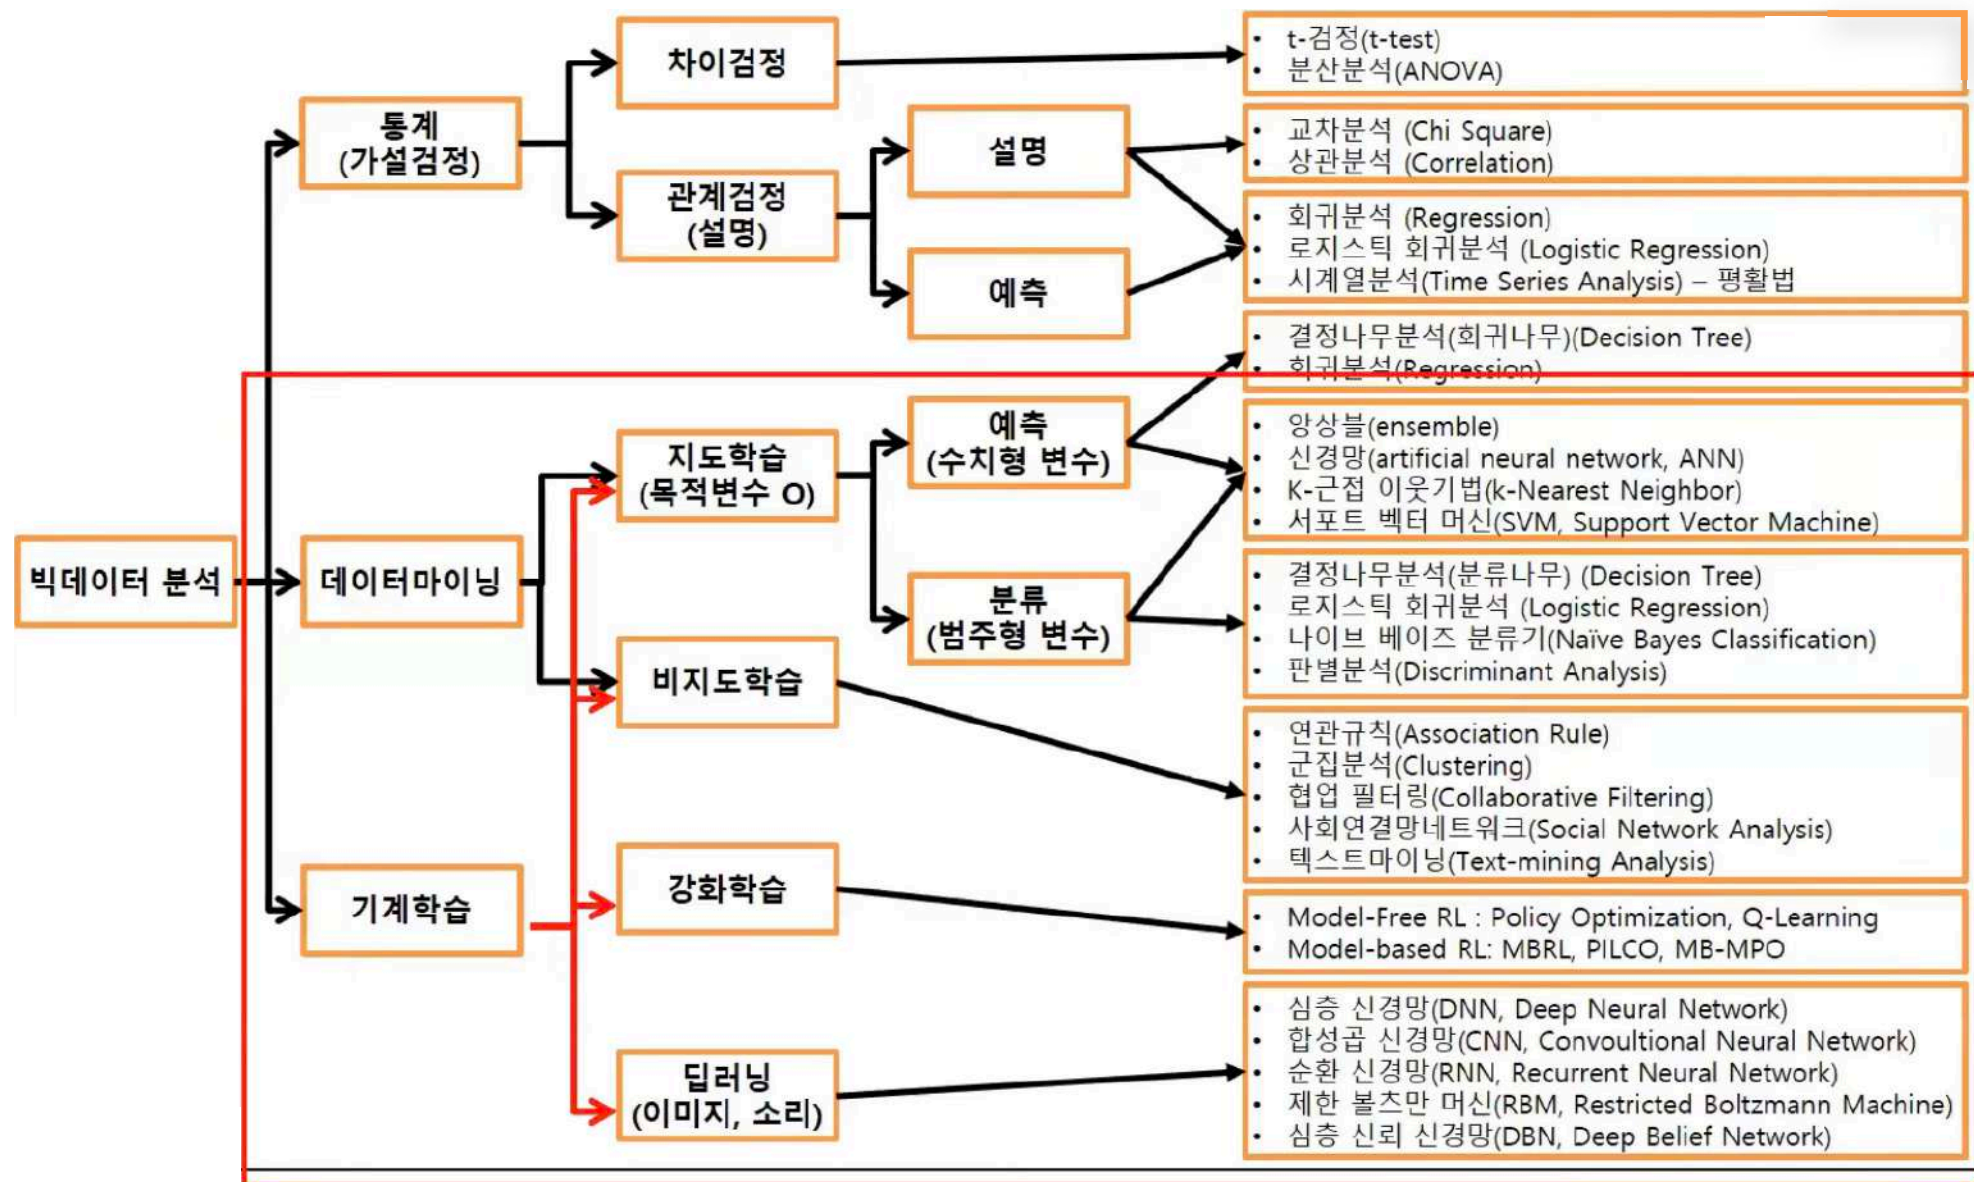 차이검정
• t-검정(t-test)
• 분산분석(ANOVA)
통계
(가설검정)
설명
• 교차분석 (Chi Square)
• 상관분석 (Correlation)
관계검정
(설명)
• 회귀분석 (Regression)
• 로지스틱 회귀분석 (Logistic Regression)
• 시계열분석(Time Series Analysis) – 평활법
예측
• 결정나무분석(회귀나무)(Decision Tree)
• 회귀분석(Regression)
예측
(수치형 변수)
지도학습
(목적변수 O)
• 앙상블(ensemble)
• 신경망(artificial neural network, ANN)
• K-근접 이웃기법(k-Nearest Neighbor)
• 서포트 벡터 머신(SVM, Support Vector Machine)
빅데이터 분석
데이터마이닝
분류
(범주형 변수)
• 결정나무분석(분류나무) (Decision Tree)
• 로지스틱 회귀분석 (Logistic Regression)
• 나이브 베이즈 분류기(Naïve Bayes Classification)
• 판별분석(Discriminant Analysis)
비지도학습
• 연관규칙(Association Rule)
• 군집분석(Clustering)
• 협업 필터링(Collaborative Filtering)
• 사회연결망네트워크(Social Network Analysis)
• 텍스트마이닝(Text-mining Analysis)
기계학습
강화학습
• Model-Free RL : Policy Optimization, Q-Learning
• Model-based RL: MBRL, PILCO, MB-MPO
딥러닝
(이미지, 소리)
• 심층 신경망(DNN, Deep Neural Network)
• 합성곱 신경망(CNN, Convoultional Neural Network)
• 순환 신경망(RNN, Recurrent Neural Network)
• 제한 볼츠만 머신(RBM, Restricted Boltzmann Machine)
• 심층 신뢰 신경망(DBN, Deep Belief Network)